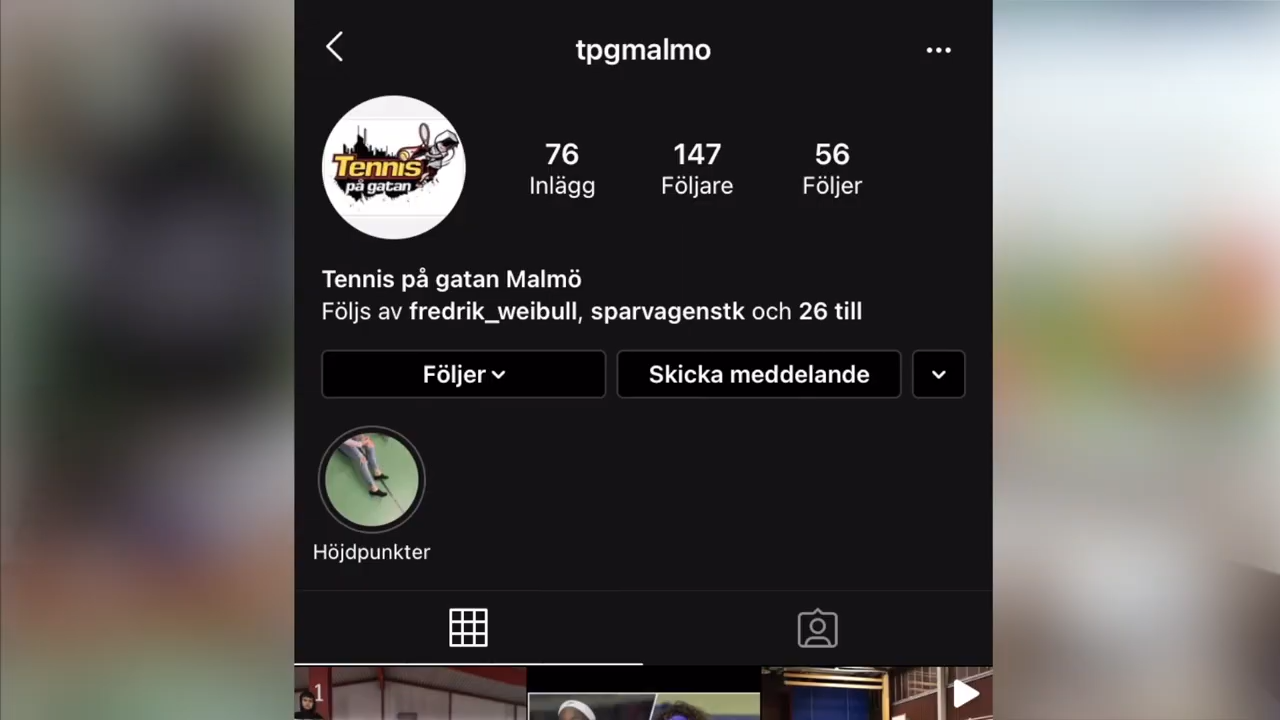 tpgmalmo
Tennis
på gatan
76
Inlägg
147
Följare
56
Följer
Tennis på gatan Malmö
Följs av fredrik_weibull, sparvagenstk och 26 till
Följer
Skicka meddelande
Höjdpunkter
1